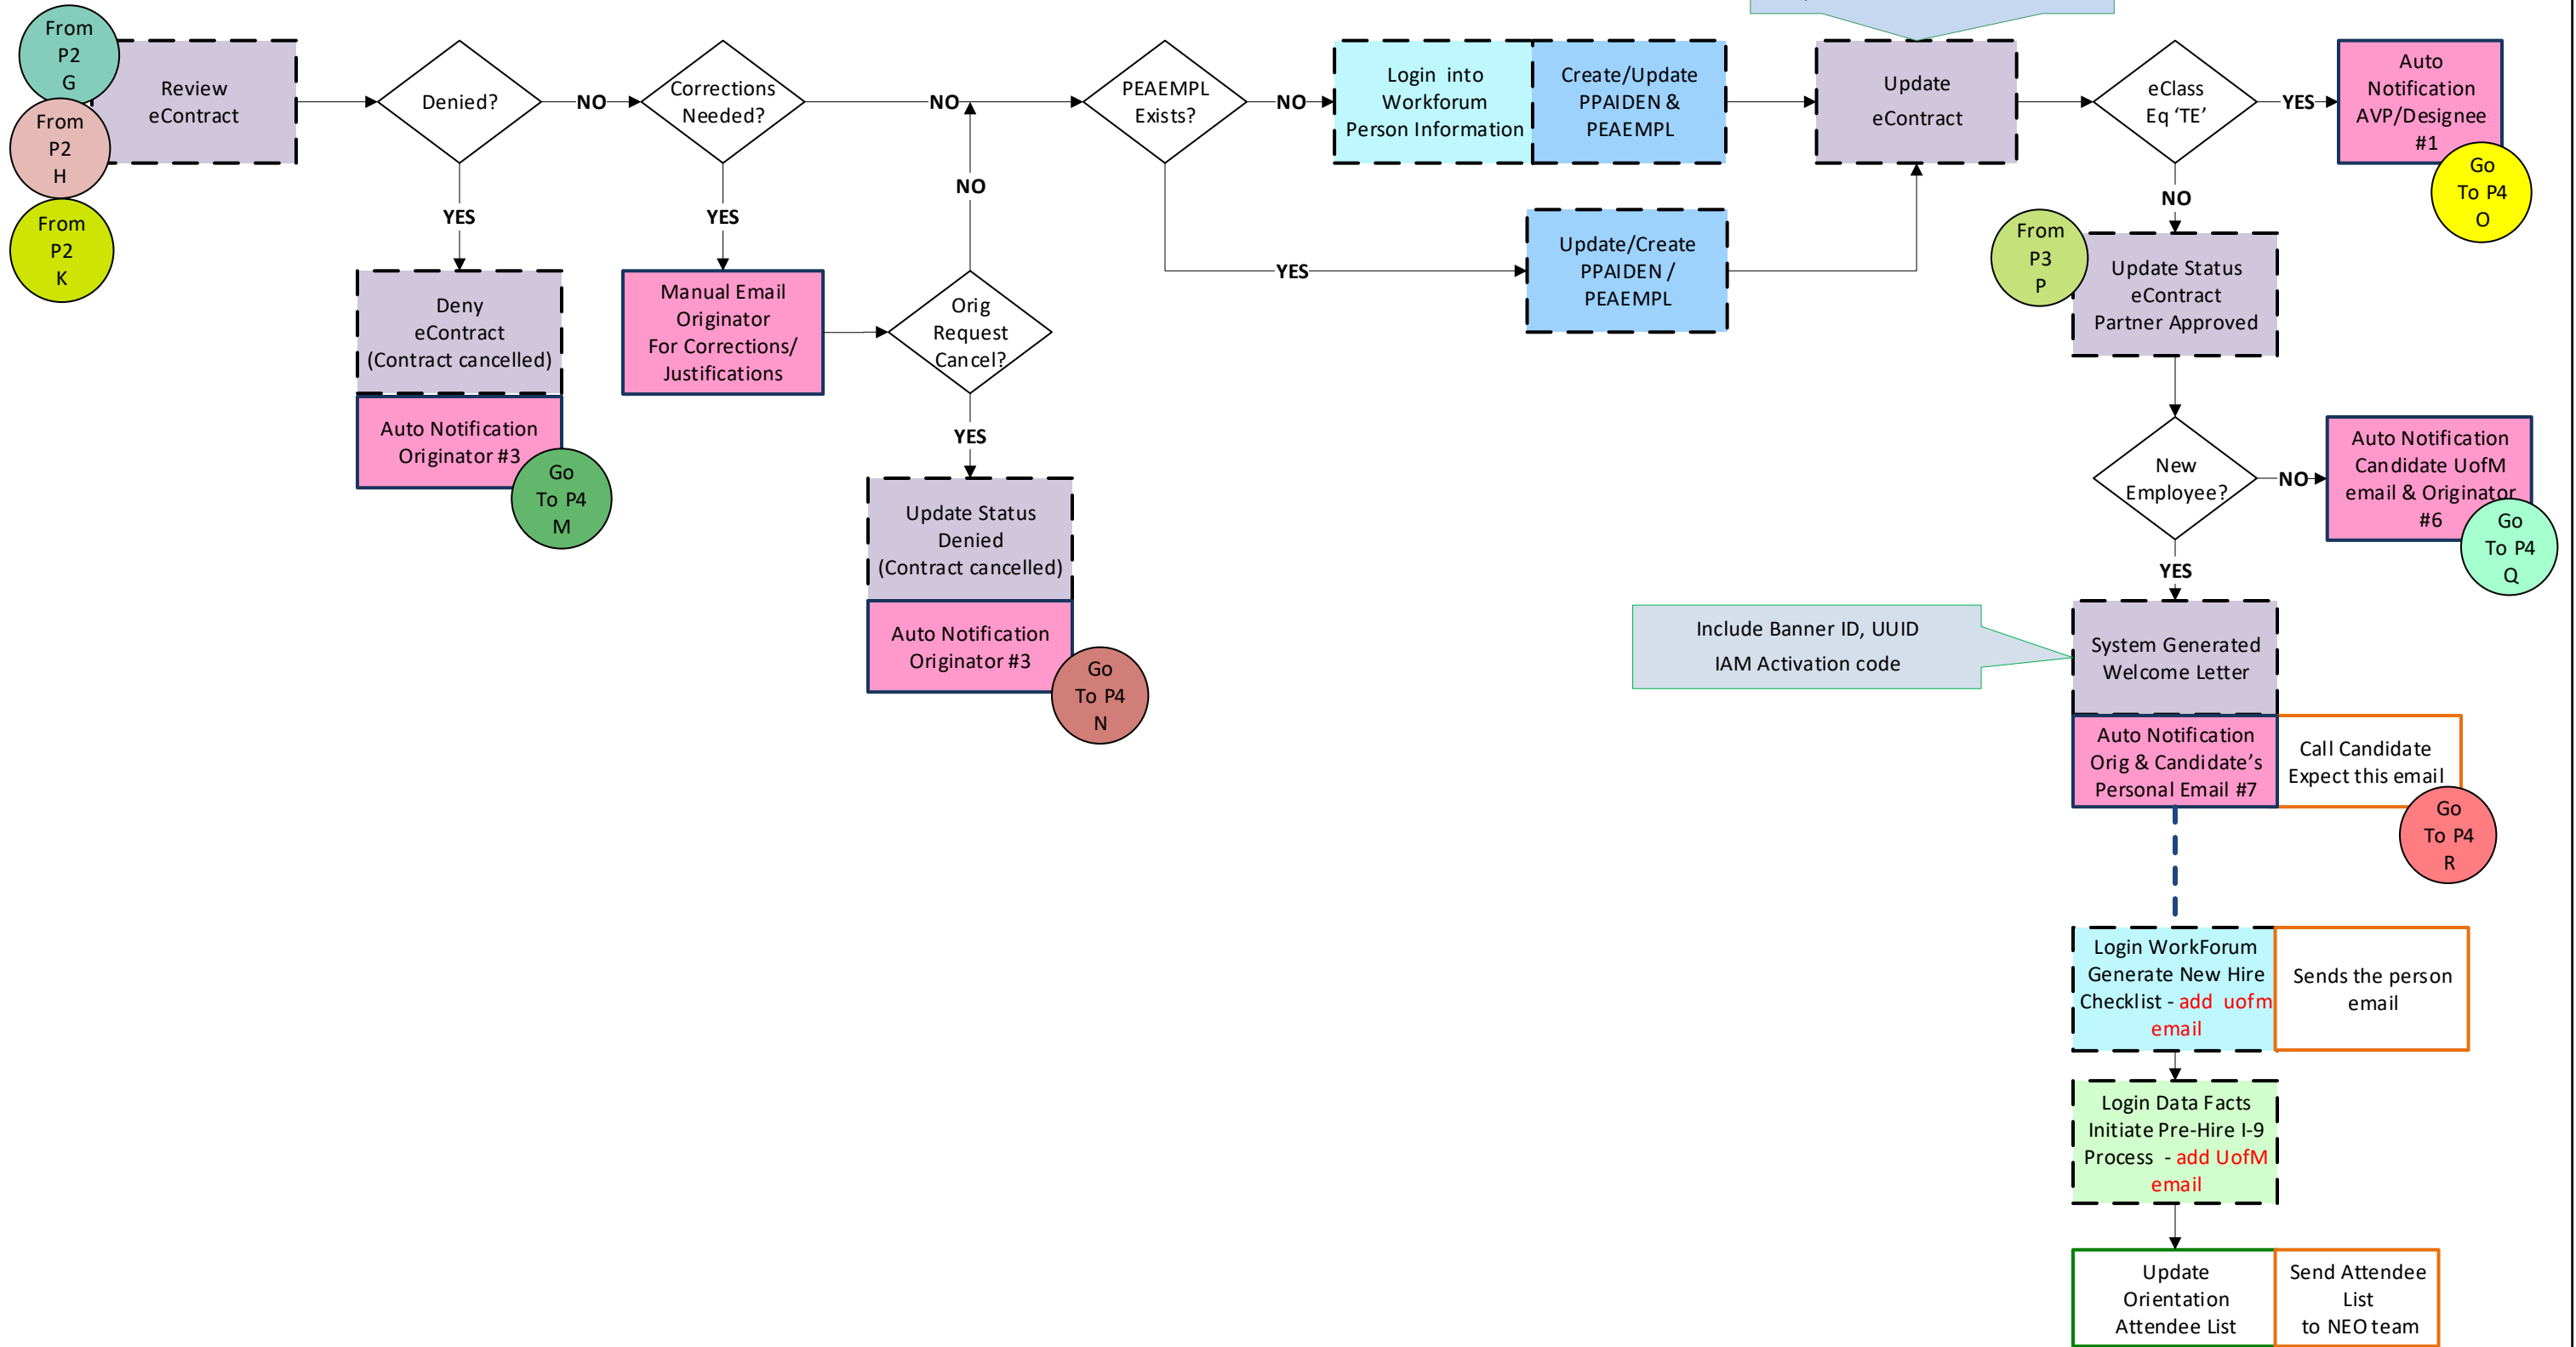 From
P2
G
From
P2
H
From
P2
K
Review
eContract
Denied?
NO
YES
Deny
eContract
(Contract cancelled)
Auto Notification
Originator #3
Go
To P4
M
Corrections
Needed?
NO
YES
Manual Email
Originator
For Corrections/
Justifications
Orig
Request
Cancel?
NO
YES
Update Status
Denied
(Contract cancelled)
Auto Notification
Originator #3
Go
To P4
N
PEAEMPL
Exists?
NO
YES
Login into
Workforum
Person Information
Create/Update
PPAIDEN &
PEAEMPL
Update/Create
PPAIDEN /
PEAEMPL
Update
eContract
eClass
Eq ‘TE’
YES
NO
Auto
Notification
AVP/Designee
#1
Go
To P4
O
From
P3
P
Update Status
eContract
Partner Approved
New
Employee?
NO
YES
Auto Notification
Candidate UofM
email & Originator
#6
Go
To P4
Q
Include Banner ID, UUID
IAM Activation code
System Generated
Welcome Letter
Auto Notification
Orig & Candidate’s
Personal Email #7
Call Candidate
Expect this email
Go
To P4
R
Login WorkForum
Generate New Hire
Checklist - add uofm
email
Sends the person
email
Login Data Facts
Initiate Pre-Hire I-9
Process - add UofM
email
Update
Orientation
Attendee List
Send Attendee
List
to NEO team